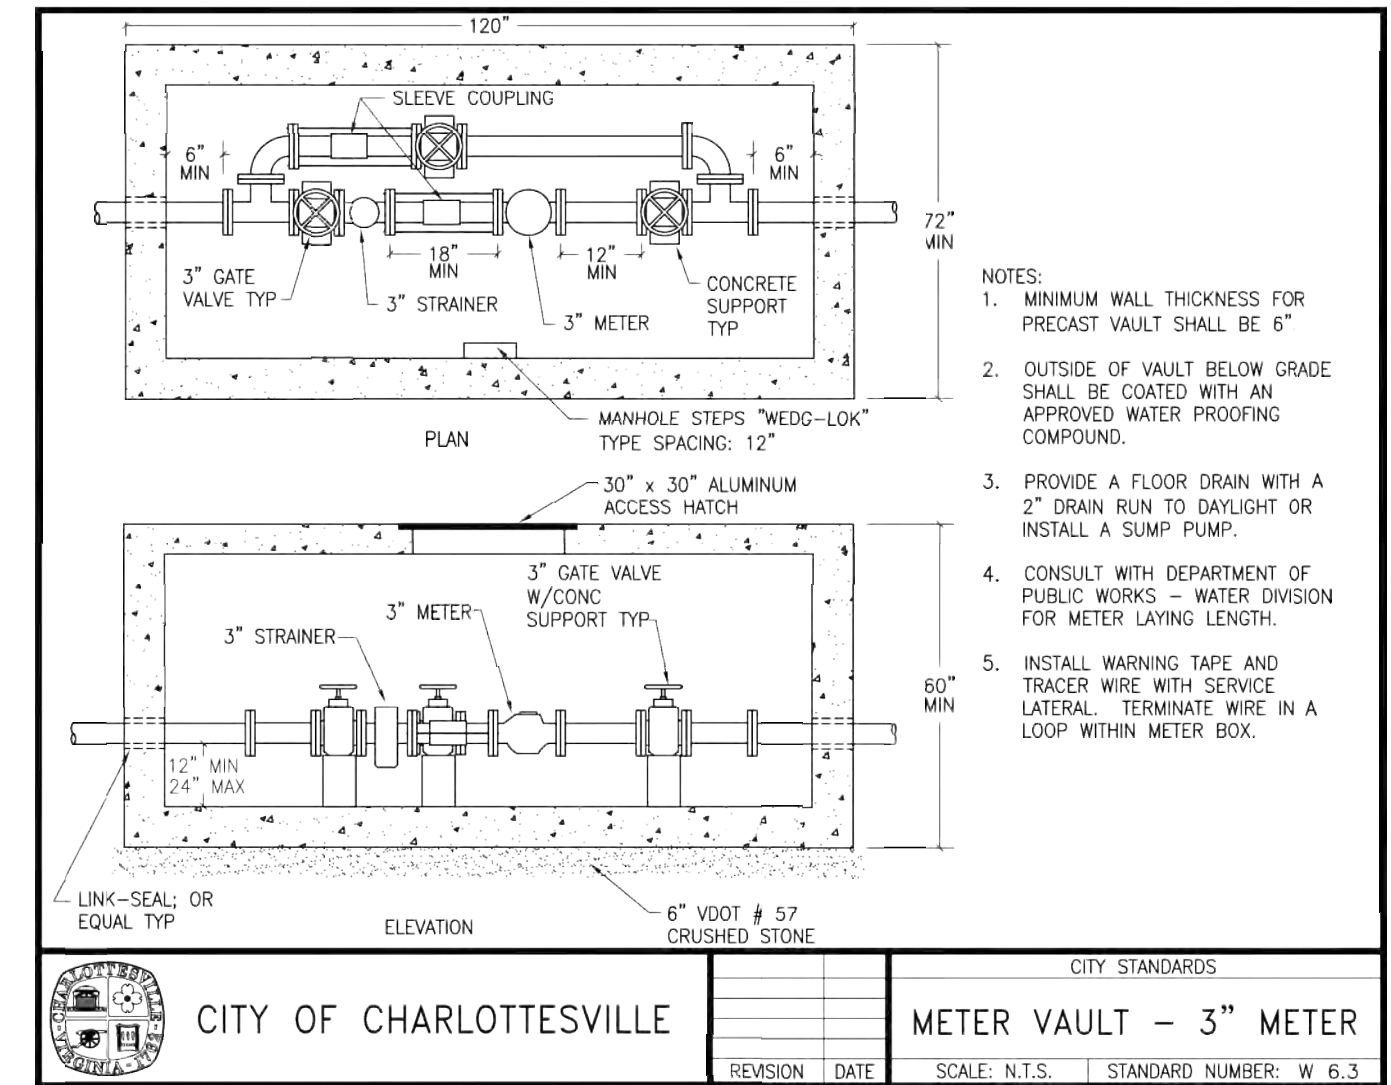 120"
SLEEVE COUPLING
6"
MIN
6"
MIN
72"
MIN
18"
MIN
12"
MIN
3" GATE
VALVE TYP
3" STRAINER
3" METER
CONCRETE
SUPPORT
TYP
MANHOLE STEPS "WEDG-LOK"
TYPE SPACING: 12"
PLAN
30" x 30" ALUMINUM
ACCESS HATCH
3" GATE VALVE
W/CONC
SUPPORT TYP
3" METER
3" STRAINER
60"
MIN
12" MIN
24" MAX
LINK-SEAL; OR
EQUAL TYP
ELEVATION
6" VDOT # 57
CRUSHED STONE
NOTES:
1. MINIMUM WALL THICKNESS FOR
PRECAST VAULT SHALL BE 6"
2. OUTSIDE OF VAULT BELOW GRADE
SHALL BE COATED WITH AN
APPROVED WATER PROOFING
COMPOUND.
3. PROVIDE A FLOOR DRAIN WITH A
2" DRAIN RUN TO DAYLIGHT OR
INSTALL A SUMP PUMP.
4. CONSULT WITH DEPARTMENT OF
PUBLIC WORKS - WATER DIVISION
FOR METER LAYING LENGTH.
5. INSTALL WARNING TAPE AND
TRACER WIRE WITH SERVICE
LATERAL. TERMINATE WIRE IN A
LOOP WITHIN METER BOX.
CHARLOTTESVILLE
VIRGINIA - 1762
CITY OF CHARLOTTESVILLE
REVISION DATE
CITY STANDARDS
METER VAULT - 3" METER
SCALE: N.T.S. STANDARD NUMBER: W 6.3